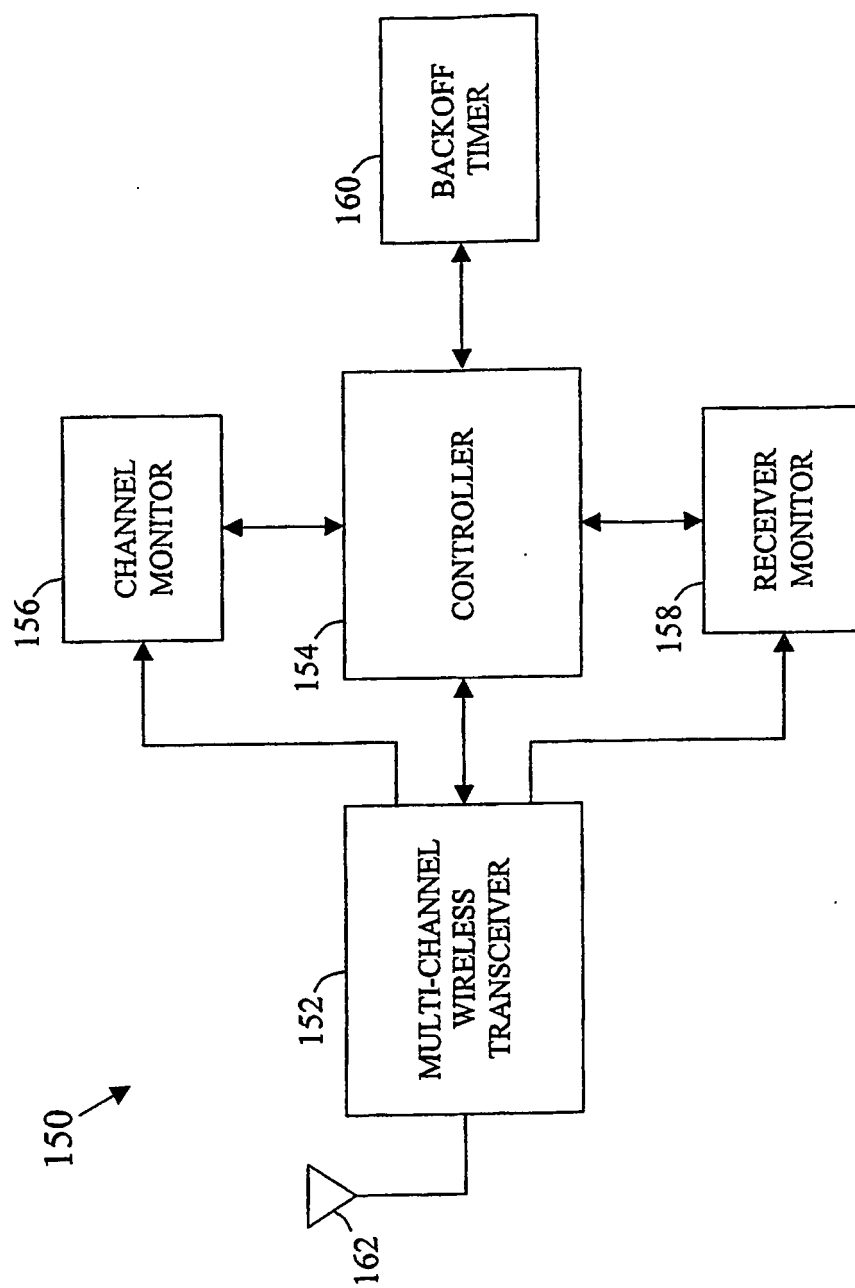 150
162
152
MULTI-CHANNEL
WIRELESS
TRANSCEIVER
156
CHANNEL
MONITOR
154
CONTROLLER
158
RECEIVER
MONITOR
160
BACKOFF
TIMER